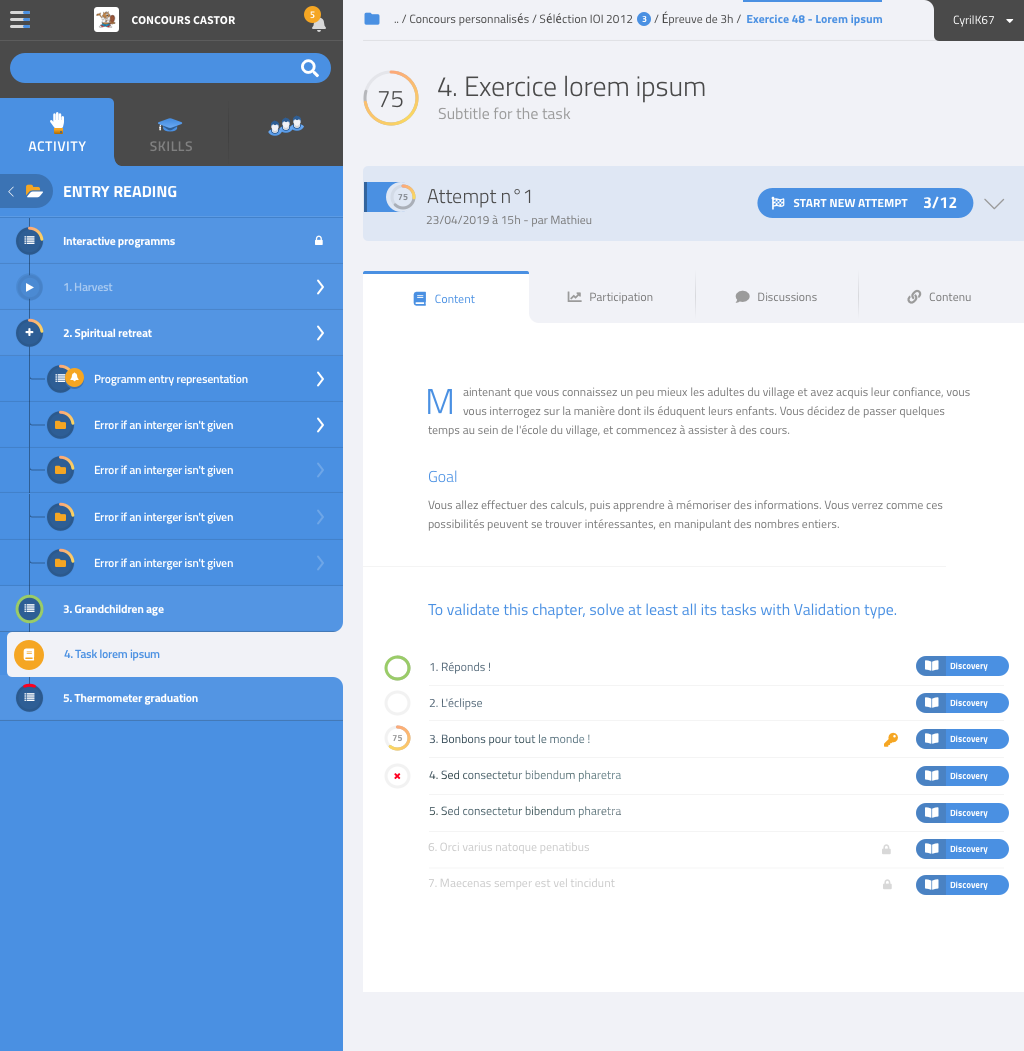 CONCOURS CASTOR
5
ACTIVITY
SKILLS
ENTRY READING
Interactive programms
1. Harvest
2. Spiritual retreat
Programm entry representation
Error if an interger isn't given
Error if an interger isn't given
Error if an interger isn't given
Error if an interger isn't given
3. Grandchildren age
4. Task lorem ipsum
5. Thermometer graduation
.. / Concours personnalisés / Séléction IOI 2012 3 / Épreuve de 3h / Exercice 48 - Lorem ipsum
CyrilK67
75
4. Exercice lorem ipsum
Subtitle for the task
75
Attempt n°1
23/04/2019 à 15h - par Mathieu
START NEW ATTEMPT 3/12
Content
Participation
Discussions
Contenu
Maintenant que vous connaissez un peu mieux les adultes du village et avez acquis leur confiance, vous
vous interrogez sur la manière dont ils éduquent leurs enfants. Vous décidez de passer quelques
temps au sein de l'école du village, et commencez à assister à des cours.
Goal
Vous allez effectuer des calculs, puis apprendre à mémoriser des informations. Vous verrez comme ces
possibilités peuvent se trouver intéressantes, en manipulant des nombres entiers.
To validate this chapter, solve at least all its tasks with Validation type.
1. Réponds ! Discovery
2. L'éclipse Discovery
75 3. Bonbons pour tout le monde ! Discovery
4. Sed consectetur bibendum pharetra Discovery
5. Sed consectetur bibendum pharetra Discovery
6. Orci varius natoque penatibus Discovery
7. Maecenas semper est vel tincidunt Discovery